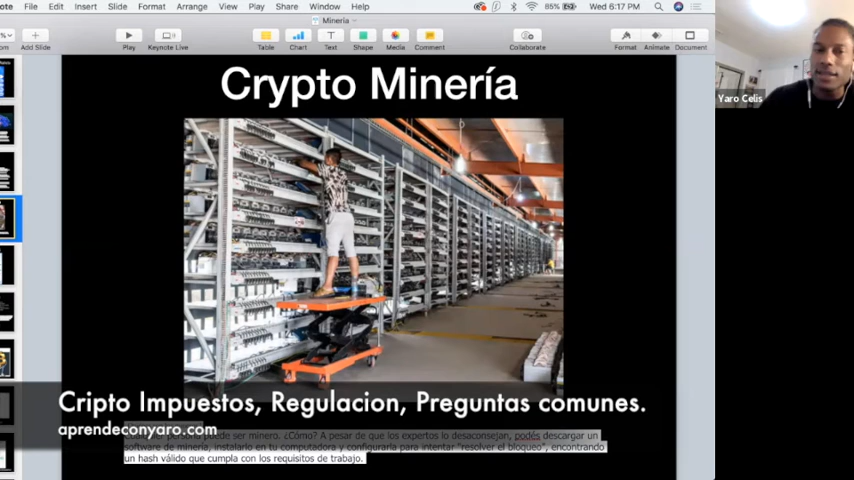 ote File Edit Insert Slide Format Arrange View Play Share Window Help 85% Wed 6:17 PM
Minería
% Add Slide Play Keynote Live Table Chart Text Shape Media Comment Collaborate Format Animate Document
Yaro Celis
Crypto Minería
Cripto Impuestos, Regulacion, Preguntas comunes.
aprendeconyaro.com
Cualquier persona puede ser minero. ¿Cómo? A pesar de que los expertos lo desaconsejan, podés descargar un
software de minería, instalarlo en tu computadora y configurarla para intentar "resolver el bloqueo", encontrando
un hash válido que cumpla con los requisitos de trabajo.